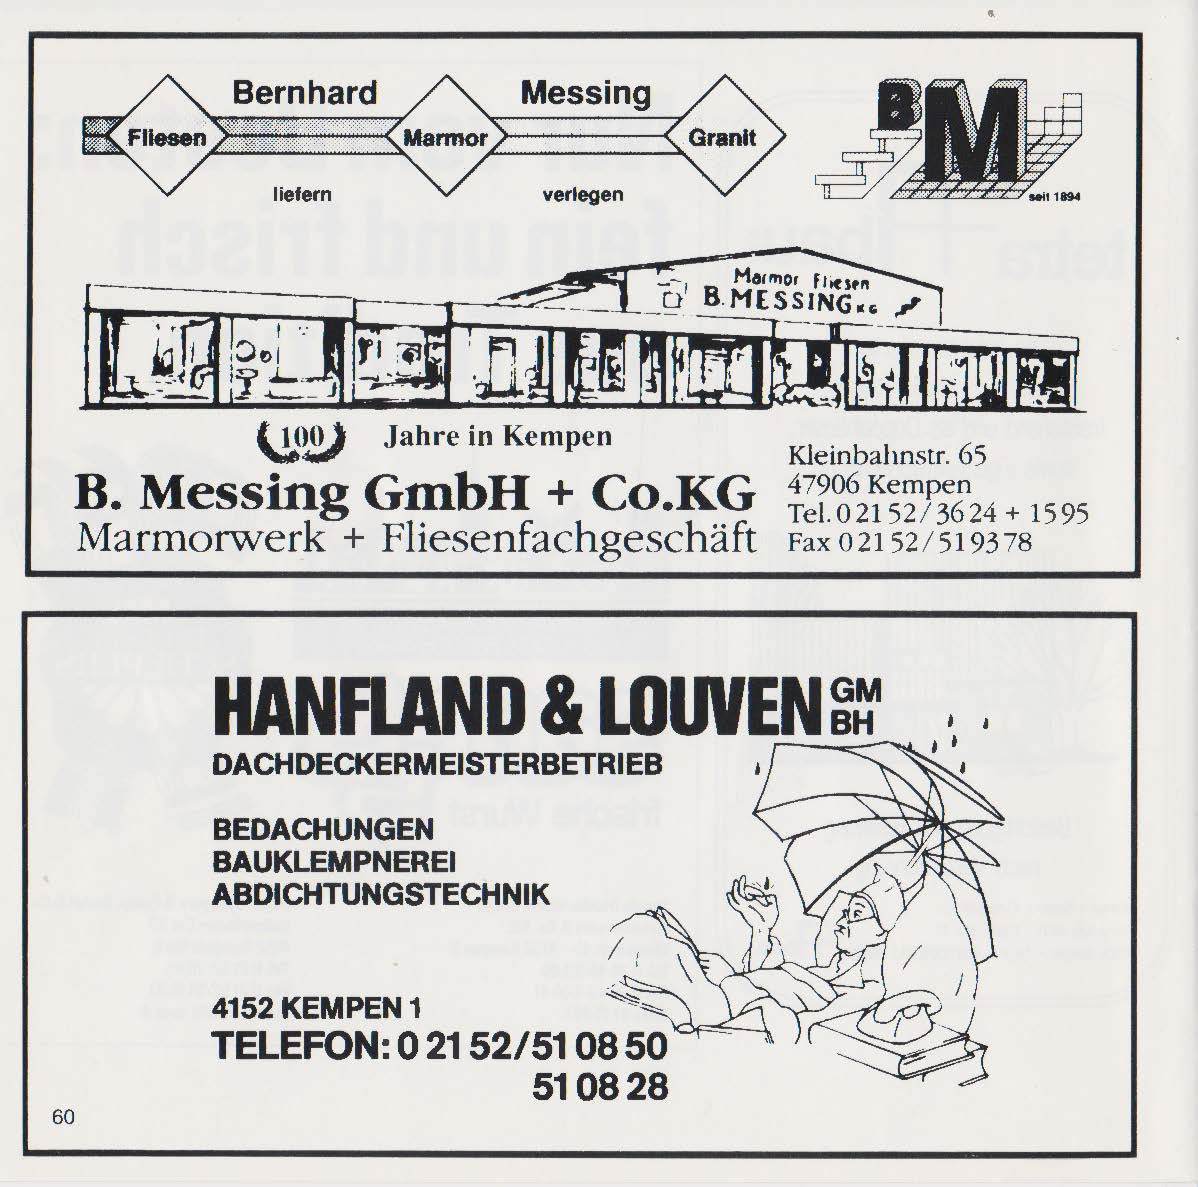 Bernhard Messing
Fliesen Marmor Granit
liefern verlegen
BM
seit 1894
Marmor Fliesen
B. MESSING KG
100 Jahre in Kempen
B. Messing GmbH + Co.KG
Marmorwerk + Fliesenfachgeschäft
Kleinbahnstr. 65
47906 Kempen
Tel. 0 21 52/36 24 + 15 95
Fax 0 21 52/51 93 78
HANFLAND & LOUVEN GM
BH
DACHDECKERMEISTERBETRIEB
BEDACHUNGEN
BAUKLEMPNEREI
ABDICHTUNGSTECHNIK
4152 KEMPEN 1
TELEFON: 0 21 52/51 08 50
51 08 28
60